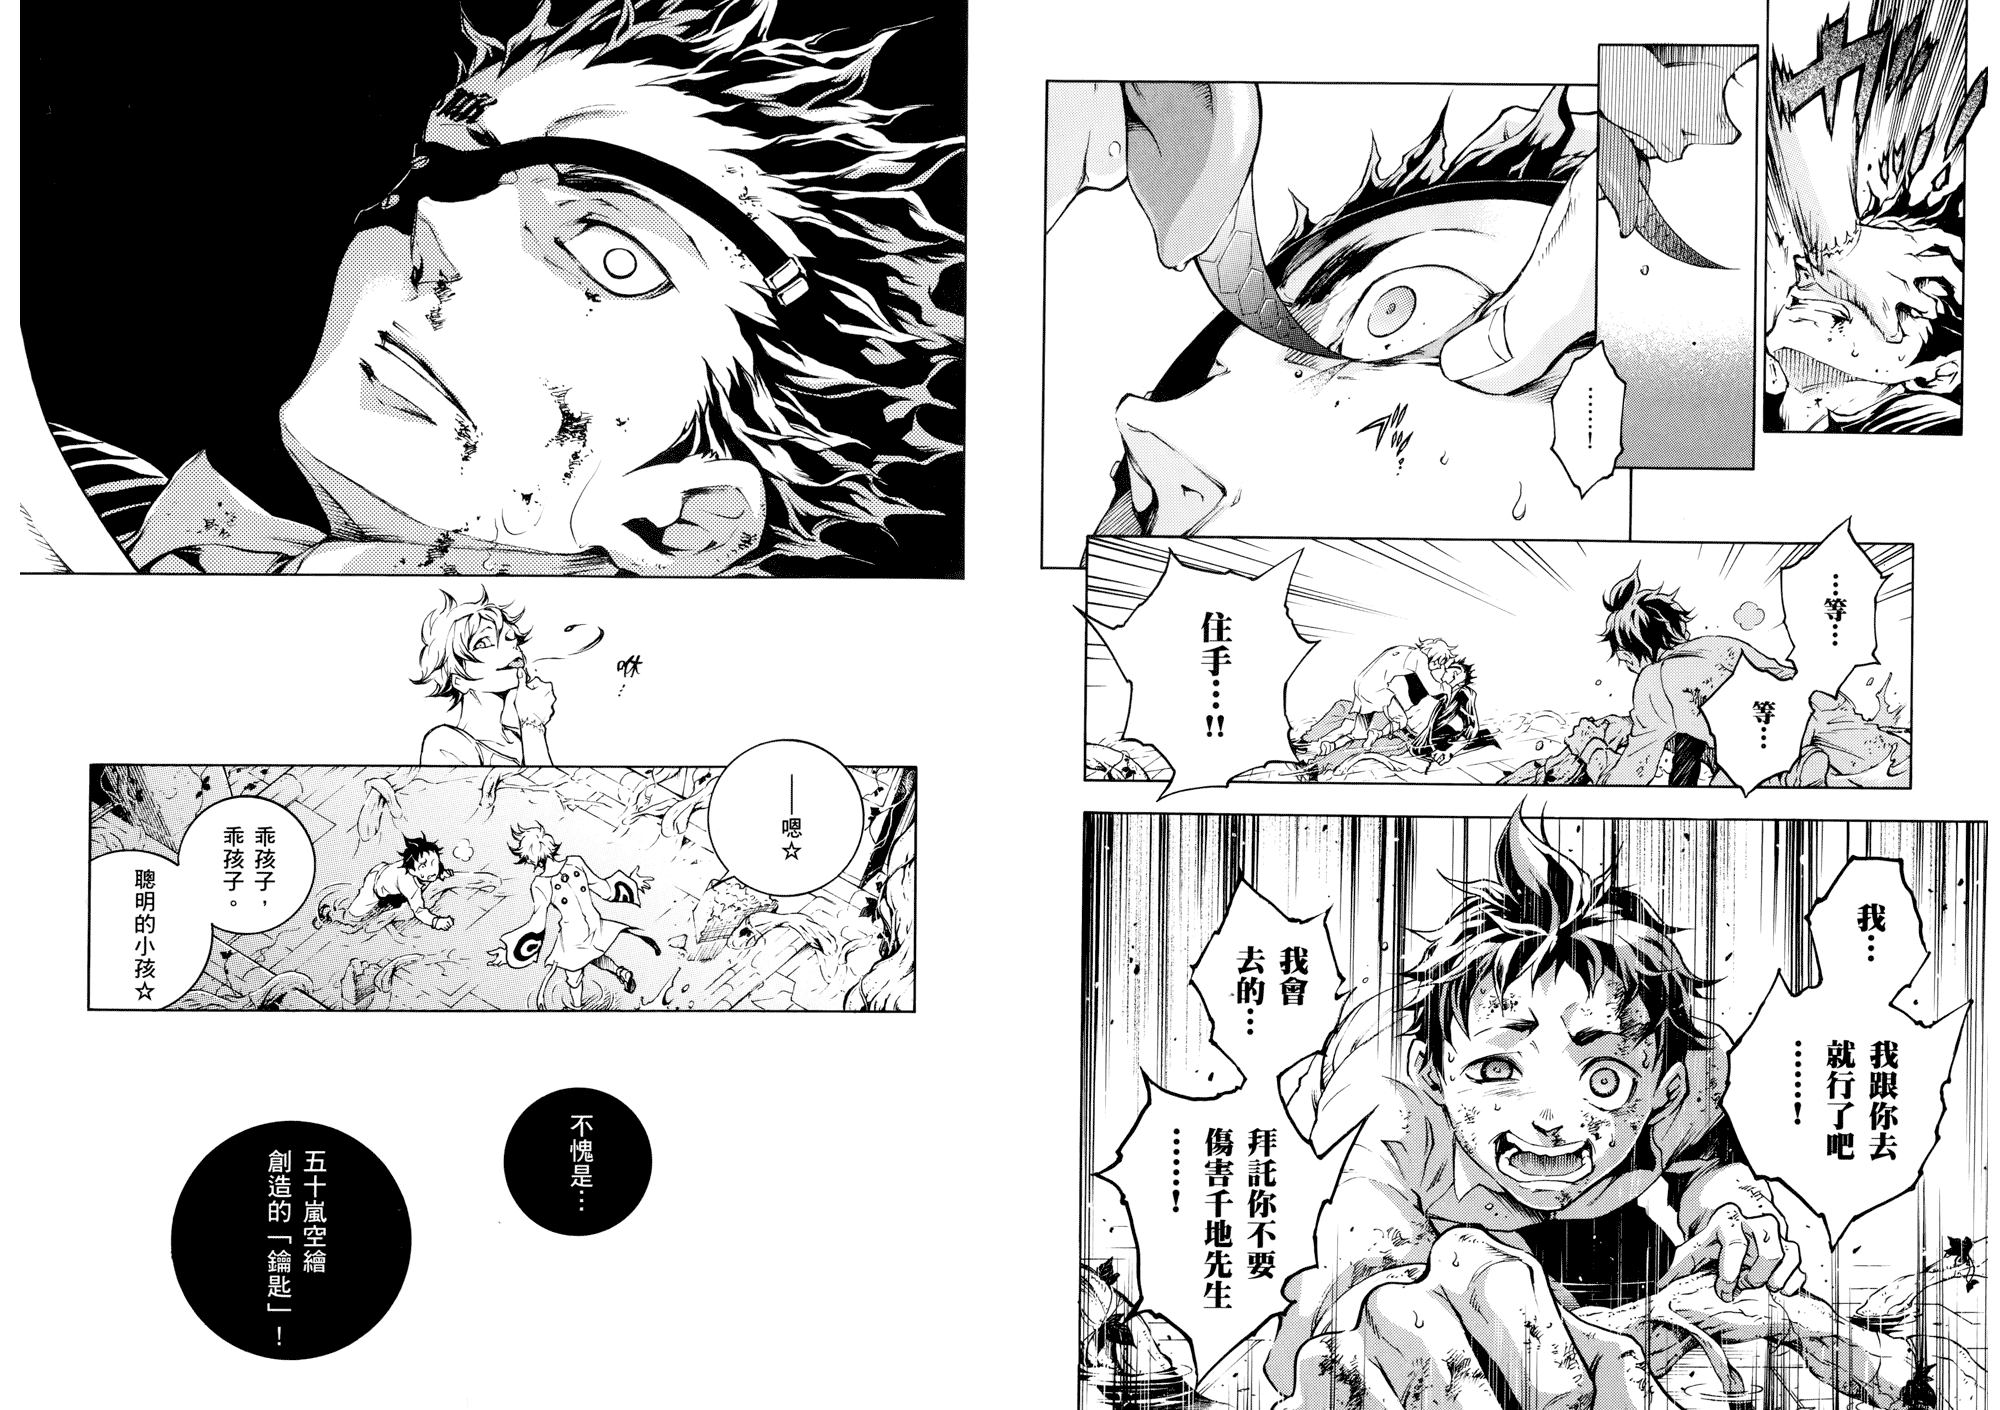 ガ
………！
…等…
等…
住手…!!
我…
我跟你去
就行了吧
……！
我會
去的…
拜託你不要
傷害千地先生
……！
咻…
──嗯☆
乖孩子，
乖孩子。
聰明的小孩☆
不愧是…
五十嵐空繪
創造的「鑰匙」！